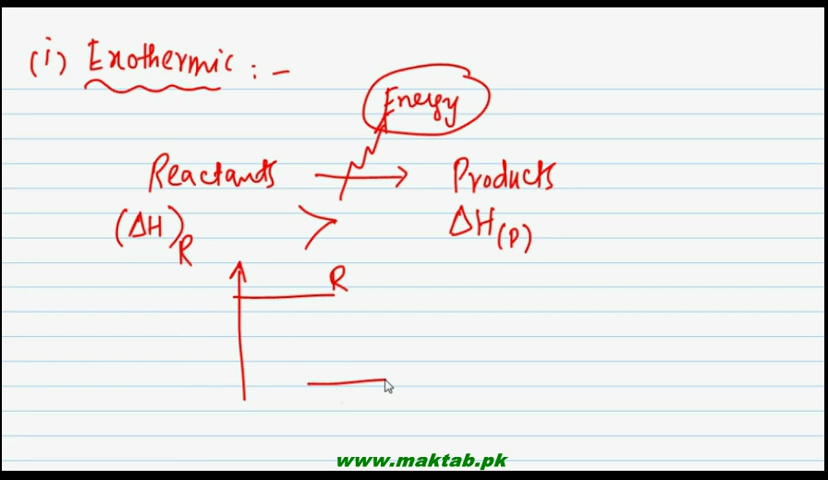 (i) Exothermic : -
Energy
Reactants → Products
(ΔH)R > ΔH(P)
R
www.maktab.pk